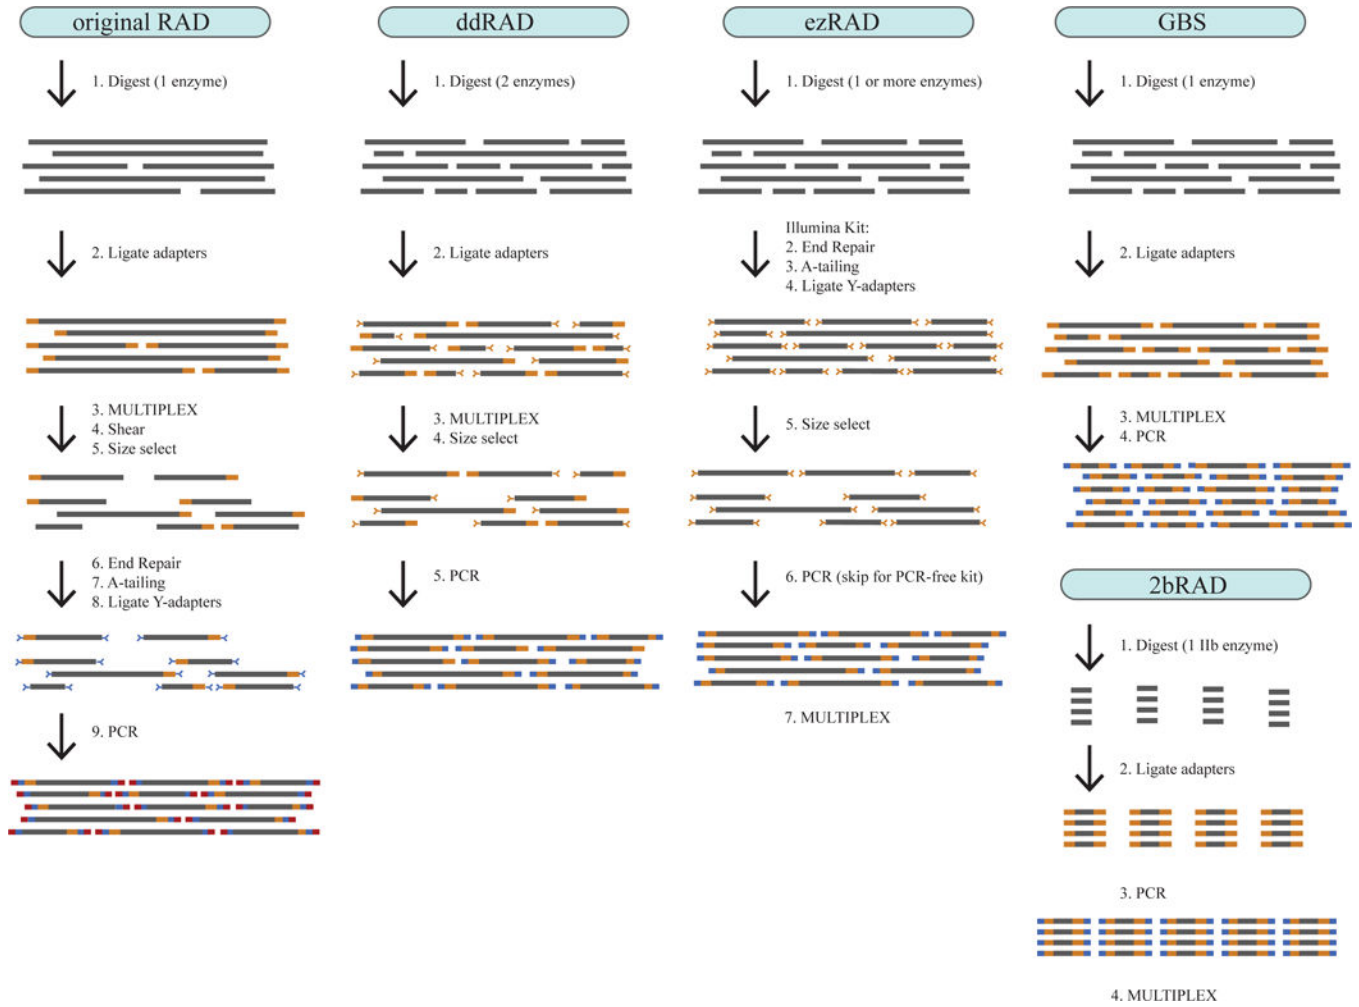 original RAD
1. Digest (1 enzyme)
2. Ligate adapters
3. MULTIPLEX
4. Shear
5. Size select
6. End Repair
7. A-tailing
8. Ligate Y-adapters
9. PCR
ddRAD
1. Digest (2 enzymes)
2. Ligate adapters
3. MULTIPLEX
4. Size select
5. PCR
ezRAD
1. Digest (1 or more enzymes)
Illumina Kit:
2. End Repair
3. A-tailing
4. Ligate Y-adapters
5. Size select
6. PCR (skip for PCR-free kit)
7. MULTIPLEX
GBS
1. Digest (1 enzyme)
2. Ligate adapters
3. MULTIPLEX
4. PCR
2bRAD
1. Digest (1 IIb enzyme)
2. Ligate adapters
3. PCR
4. MULTIPLEX